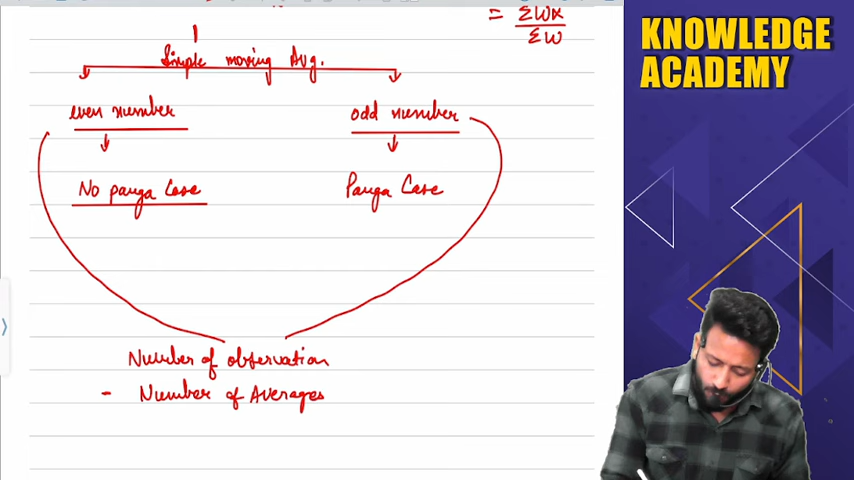 = ΣWx
ΣW
Simple moving Avg.
even number
odd number
No panga Case
Panga Case
Number of observation
- Number of Averages
KNOWLEDGE
ACADEMY